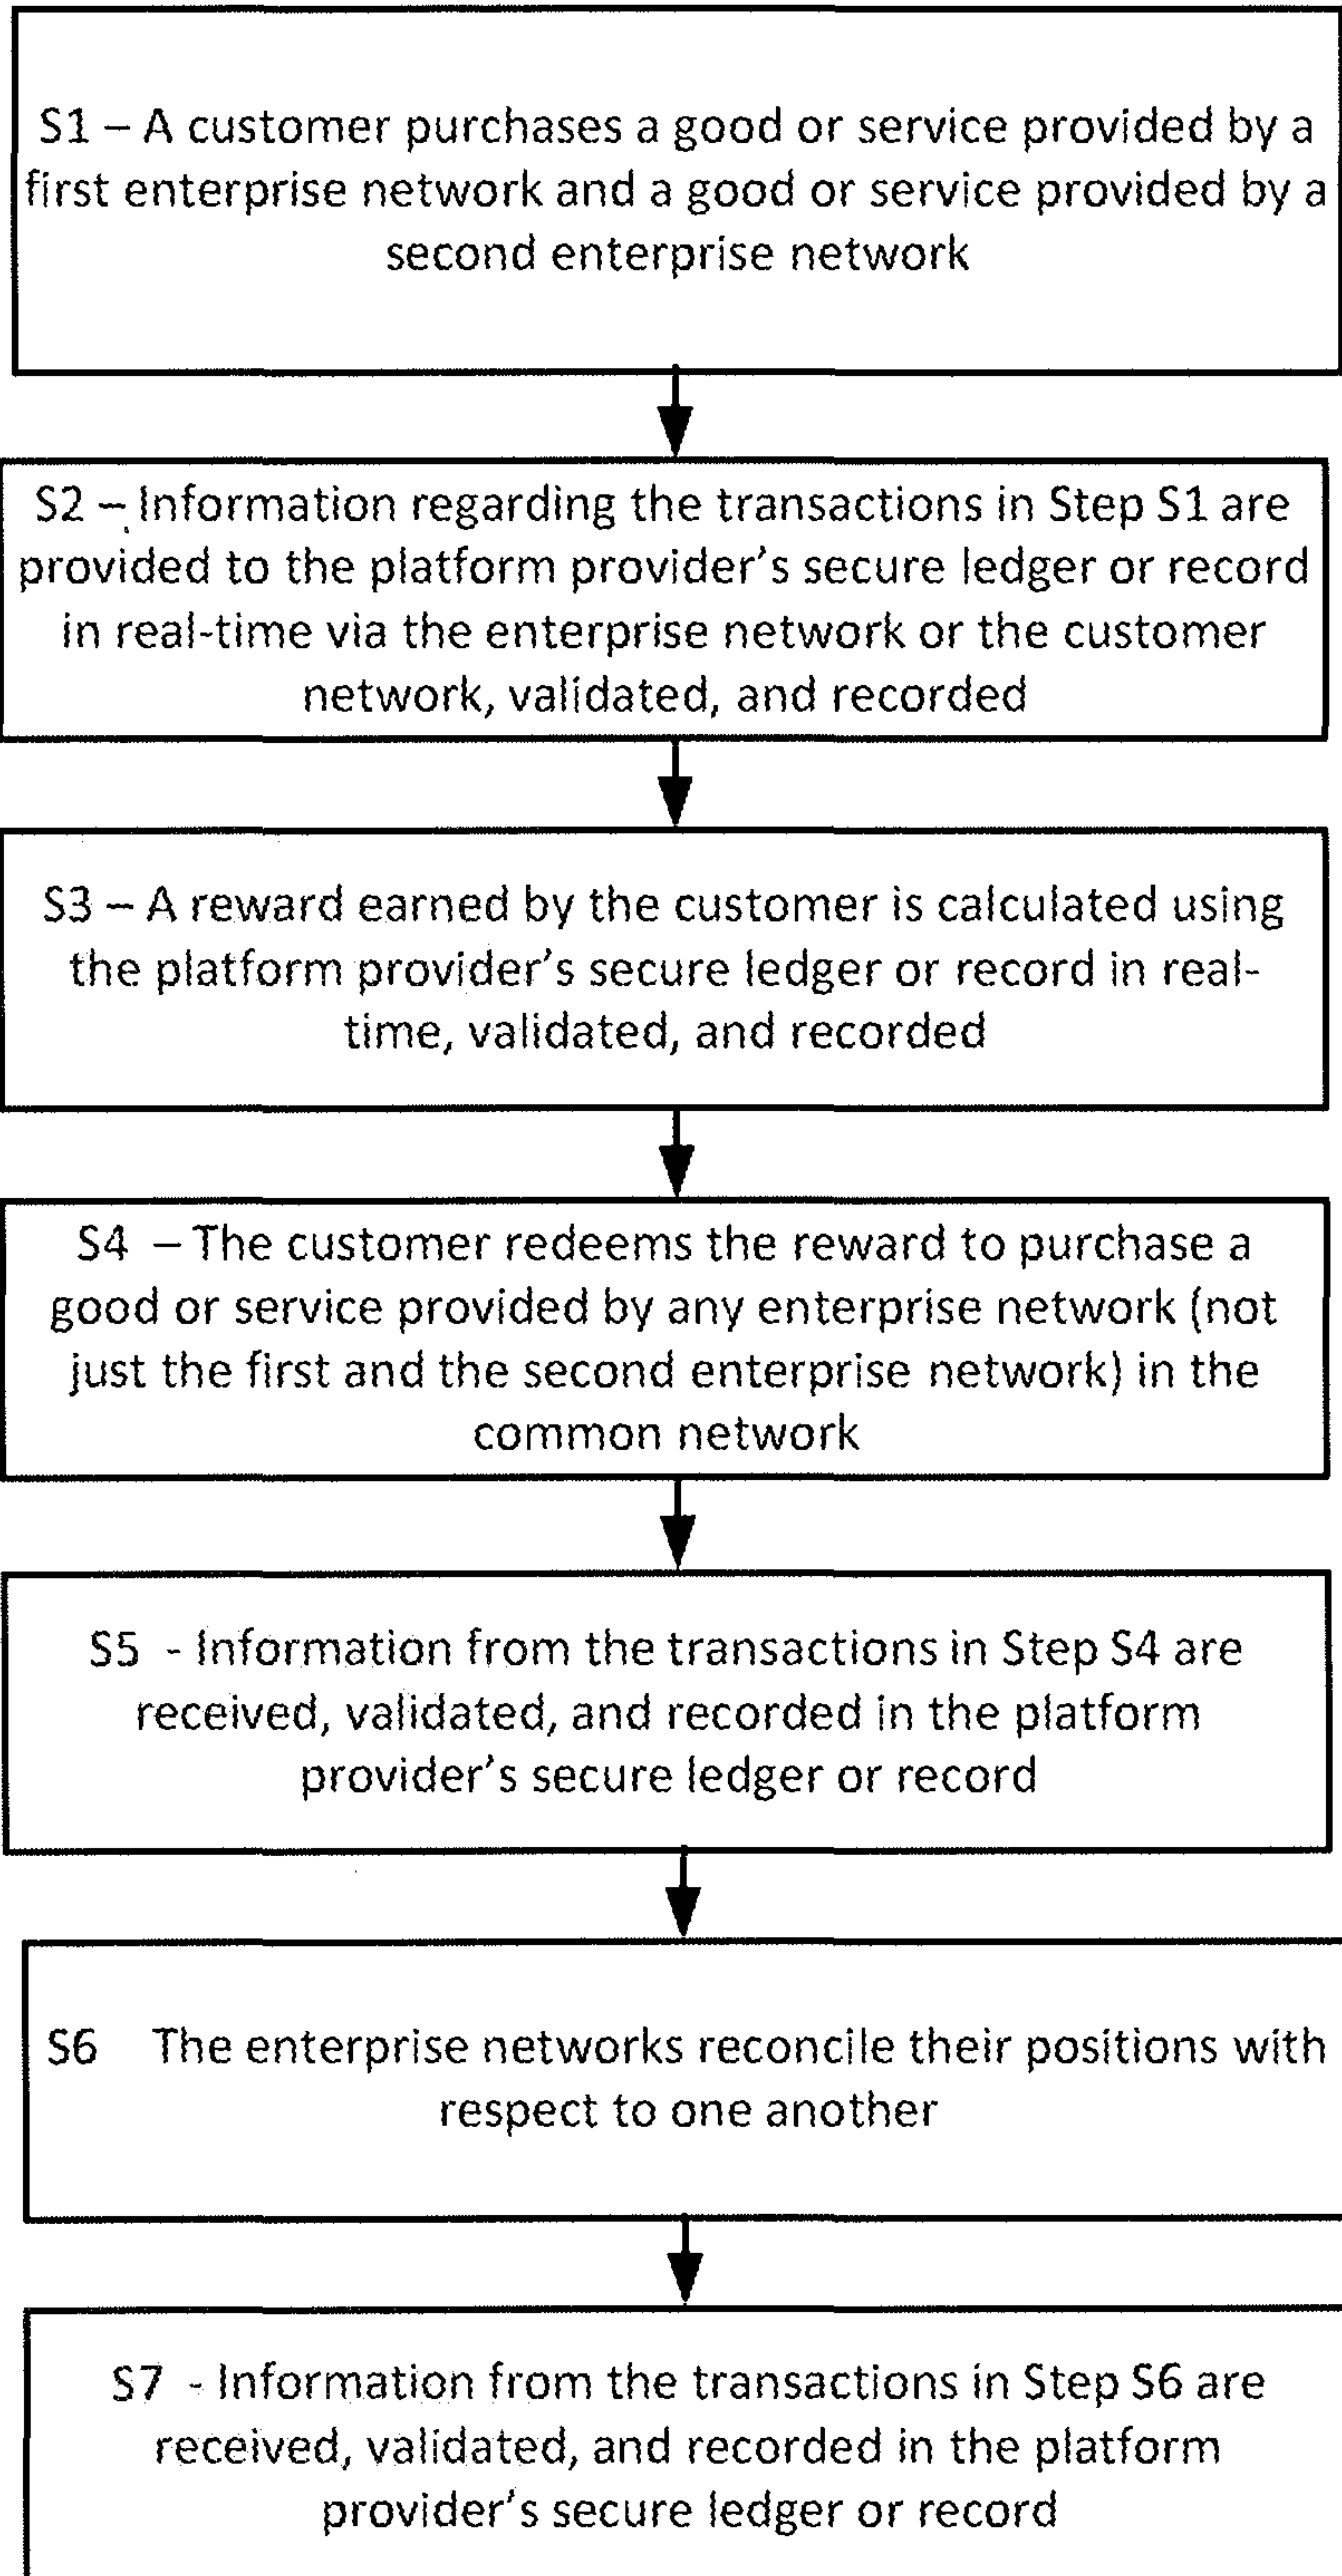 S1 – A customer purchases a good or service provided by a
first enterprise network and a good or service provided by a
second enterprise network
S2 – Information regarding the transactions in Step S1 are
provided to the platform provider's secure ledger or record
in real-time via the enterprise network or the customer
network, validated, and recorded
S3 – A reward earned by the customer is calculated using
the platform provider's secure ledger or record in real-
time, validated, and recorded
S4 – The customer redeems the reward to purchase a
good or service provided by any enterprise network (not
just the first and the second enterprise network) in the
common network
S5 - Information from the transactions in Step S4 are
received, validated, and recorded in the platform
provider's secure ledger or record
S6 The enterprise networks reconcile their positions with
respect to one another
S7 - Information from the transactions in Step S6 are
received, validated, and recorded in the platform
provider's secure ledger or record